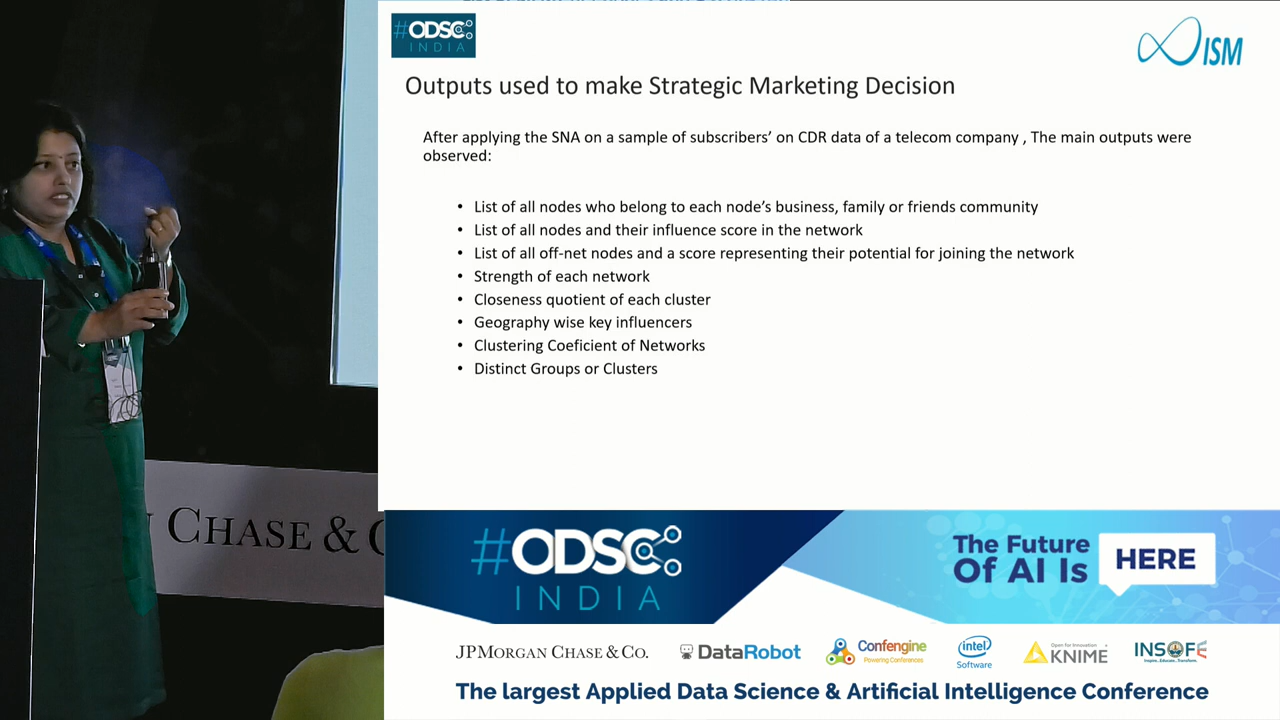 #ODSC
INDIA
ISM
Outputs used to make Strategic Marketing Decision
After applying the SNA on a sample of subscribers’ on CDR data of a telecom company , The main outputs were
observed:
• List of all nodes who belong to each node’s business, family or friends community
• List of all nodes and their influence score in the network
• List of all off-net nodes and a score representing their potential for joining the network
• Strength of each network
• Closeness quotient of each cluster
• Geography wise key influencers
• Clustering Coeficient of Networks
• Distinct Groups or Clusters
CHASE & C
#ODSC
INDIA
The Future
Of AI Is
HERE
JPMORGAN CHASE & CO.
DataRobot
Confengine
Powering Conferences
intel
Software
Open for Innovation
KNIME
INSOFE
Inspire...Educate...Transform.
The largest Applied Data Science & Artificial Intelligence Conference